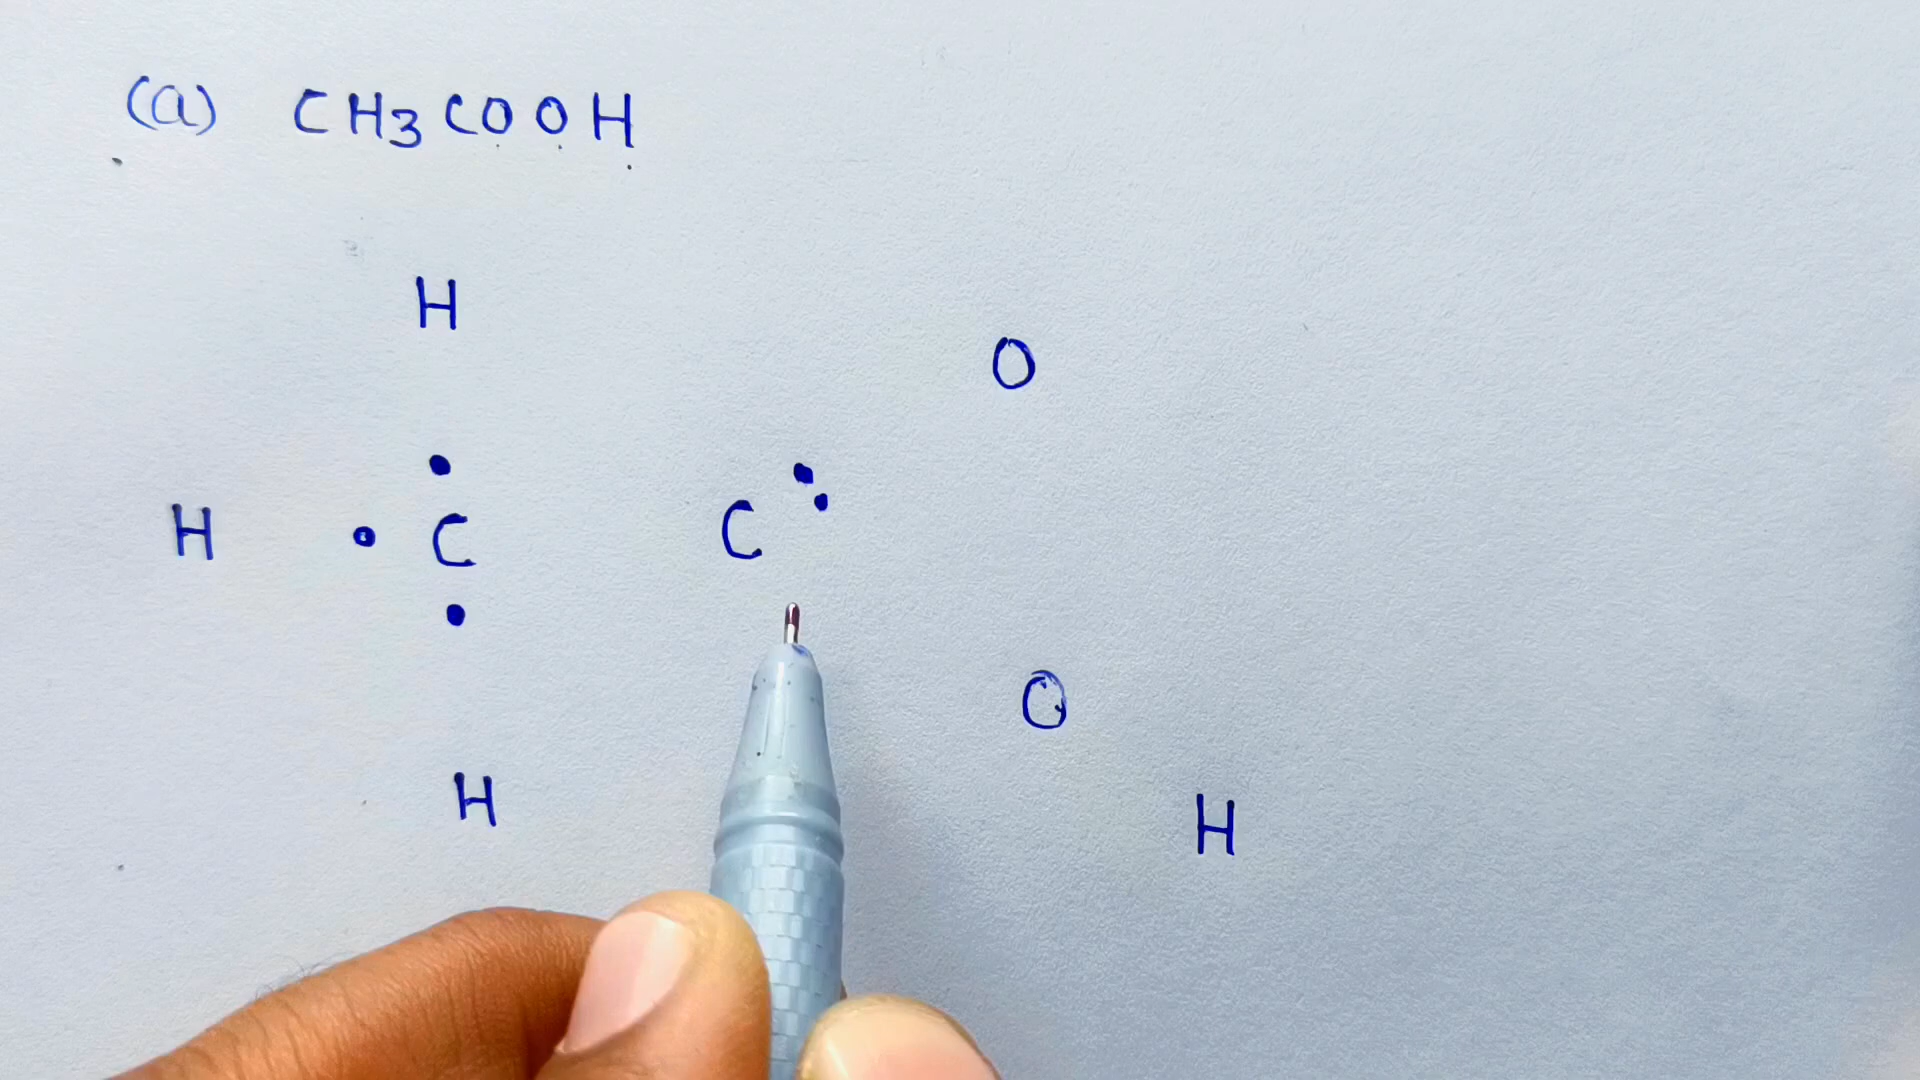 (a) CH3COOH
H
O
H C C
O
H H